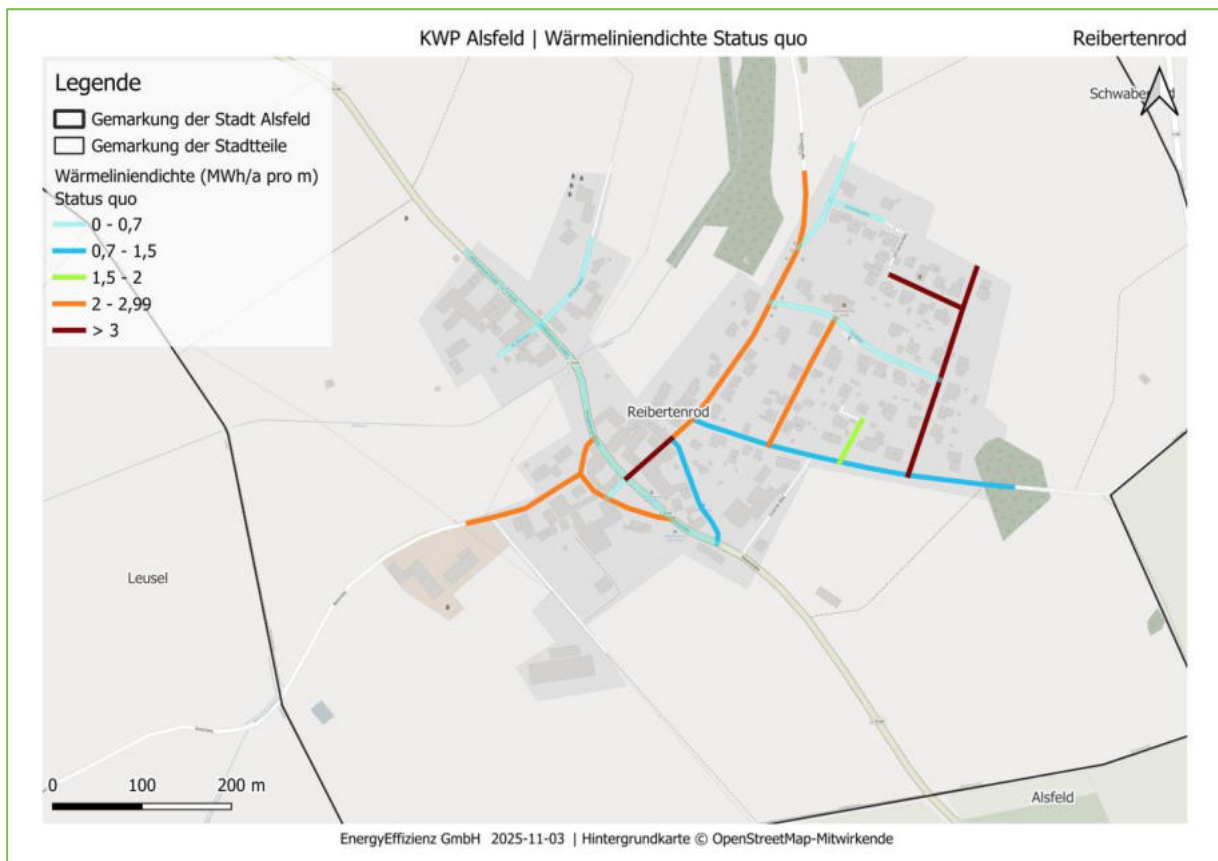 KWP Alsfeld | Wärmeliniendichte Status quo
Reibertenrod
Legende
Gemarkung der Stadt Alsfeld
Gemarkung der Stadtteile
Wärmeliniendichte (MWh/a pro m)
Status quo
0 - 0,7
0,7 - 1,5
1,5 - 2
2 - 2,99
> 3
Reibertenrod
Leusel
Alsfeld
0 100 200 m
EnergyEffizienz GmbH 2025-11-03 | Hintergrundkarte © OpenStreetMap-Mitwirkende